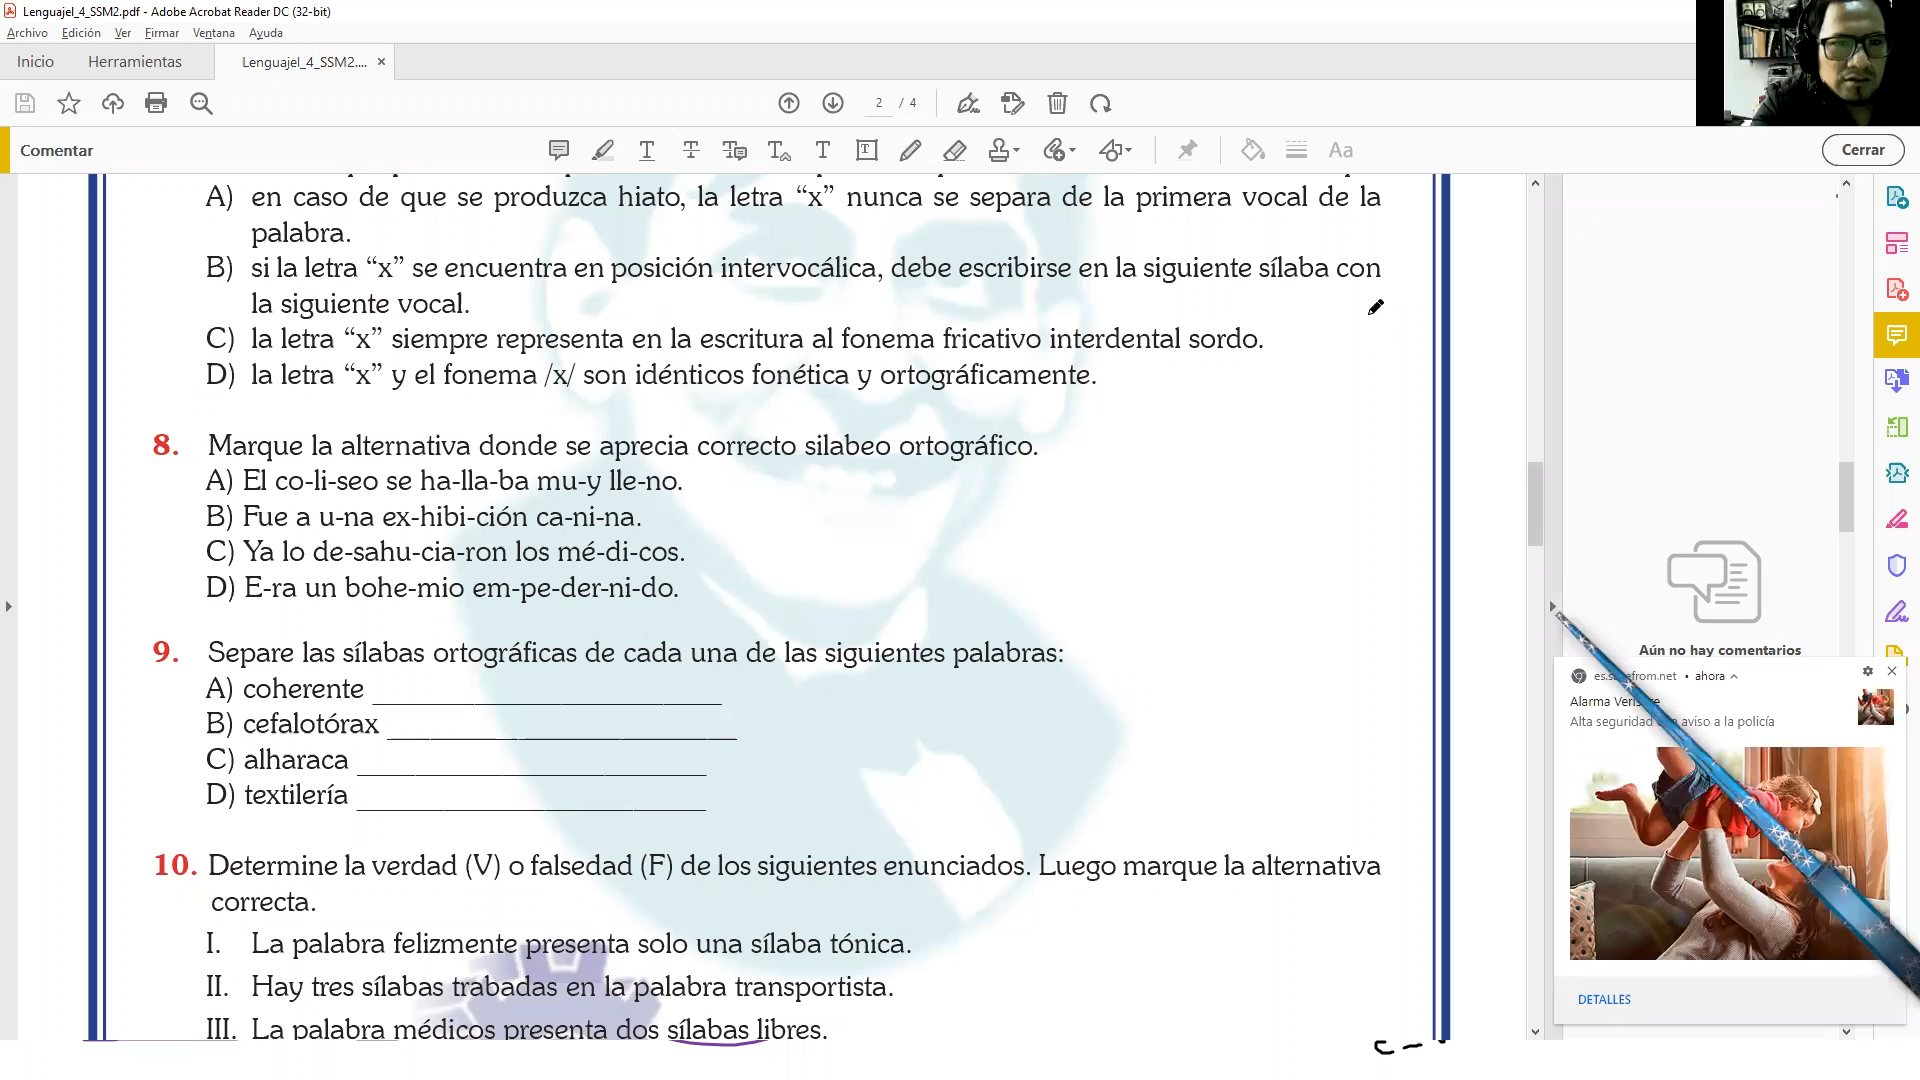 Lenguajel_4_SSM2.pdf - Adobe Acrobat Reader DC (32-bit)
Archivo Edición Ver Firmar Ventana Ayuda
Inicio Herramientas Lenguajel_4_SSM2.... ×
2 / 4
Comentar
Cerrar
A) en caso de que se produzca hiato, la letra “x” nunca se separa de la primera vocal de la
palabra.
B) si la letra “x” se encuentra en posición intervocálica, debe escribirse en la siguiente sílaba con
la siguiente vocal.
C) la letra “x” siempre representa en la escritura al fonema fricativo interdental sordo.
D) la letra “x” y el fonema /x/ son idénticos fonética y ortográficamente.
8. Marque la alternativa donde se aprecia correcto silabeo ortográfico.
A) El co-li-seo se ha-lla-ba mu-y lle-no.
B) Fue a u-na ex-hibi-ción ca-ni-na.
C) Ya lo de-sahu-cia-ron los mé-di-cos.
D) E-ra un bohe-mio em-pe-der-ni-do.
9. Separe las sílabas ortográficas de cada una de las siguientes palabras:
A) coherente ____________________
B) cefalotórax ____________________
C) alharaca ____________________
D) textilería ____________________
10. Determine la verdad (V) o falsedad (F) de los siguientes enunciados. Luego marque la alternativa
correcta.
I. La palabra felizmente presenta solo una sílaba tónica.
II. Hay tres sílabas trabadas en la palabra transportista.
III. La palabra médicos presenta dos sílabas libres.
Aún no hay comentarios
ahora
Alarma
Alta seguridad aviso a la policía
DETALLES